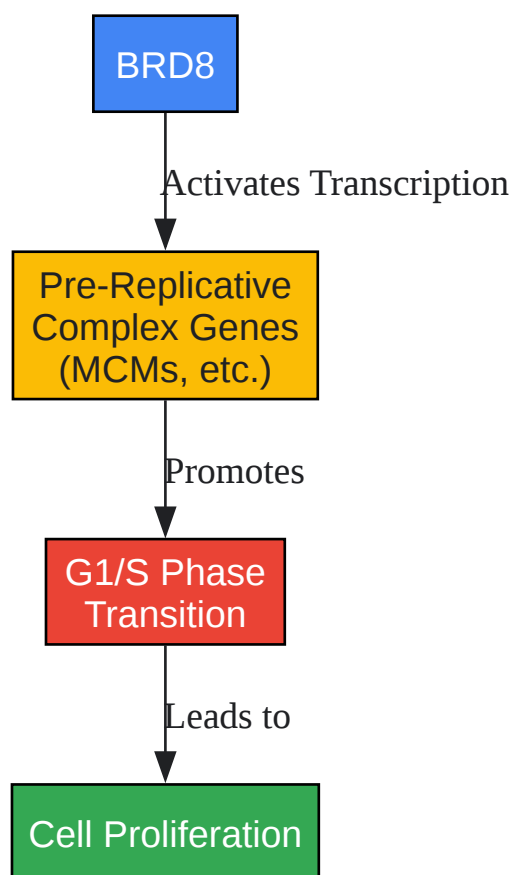 BRD8
Activates Transcription
Pre-Replicative
Complex Genes
(MCMs, etc.)
Promotes
G1/S Phase
Transition
Leads to
Cell Proliferation